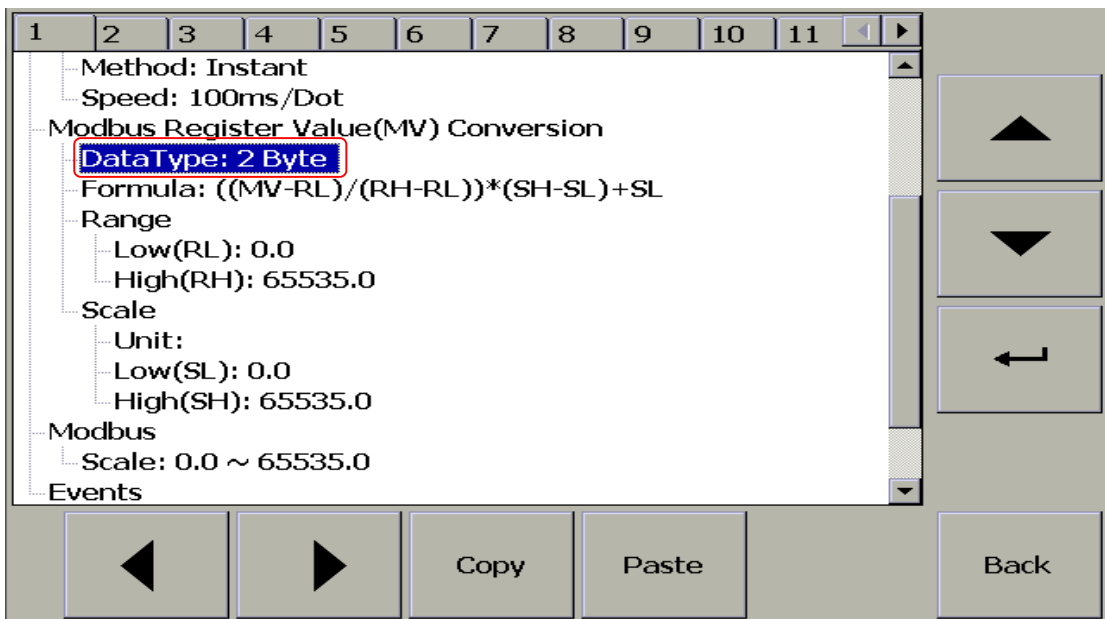 1 2 3 4 5 6 7 8 9 10 11
Method: Instant
Speed: 100ms/Dot
Modbus Register Value(MV) Conversion
DataType: 2 Byte
Formula: ((MV-RL)/(RH-RL))*(SH-SL)+SL
Range
Low(RL): 0.0
High(RH): 65535.0
Scale
Unit:
Low(SL): 0.0
High(SH): 65535.0
Modbus
Scale: 0.0 ~ 65535.0
Events
Copy Paste Back